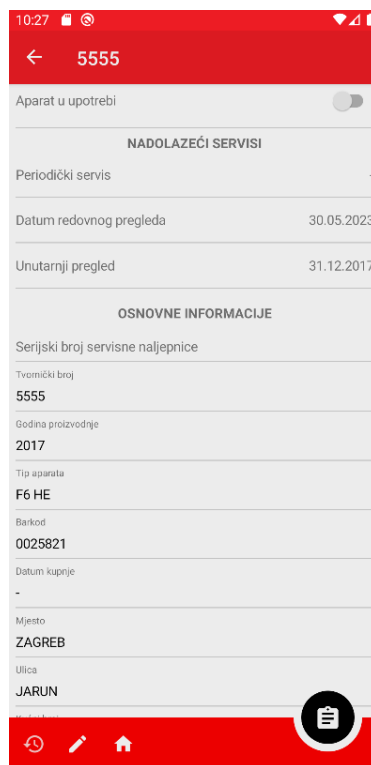 10:27
5555
Aparat u upotrebi
NADOLAZEĆI SERVISI
Periodički servis -
Datum redovnog pregleda 30.05.2023
Unutarnji pregled 31.12.2017
OSNOVNE INFORMACIJE
Serijski broj servisne naljepnice
Tvornički broj
5555
Godina proizvodnje
2017
Tip aparata
F6 HE
Barkod
0025821
Datum kupnje
-
Mjesto
ZAGREB
Ulica
JARUN